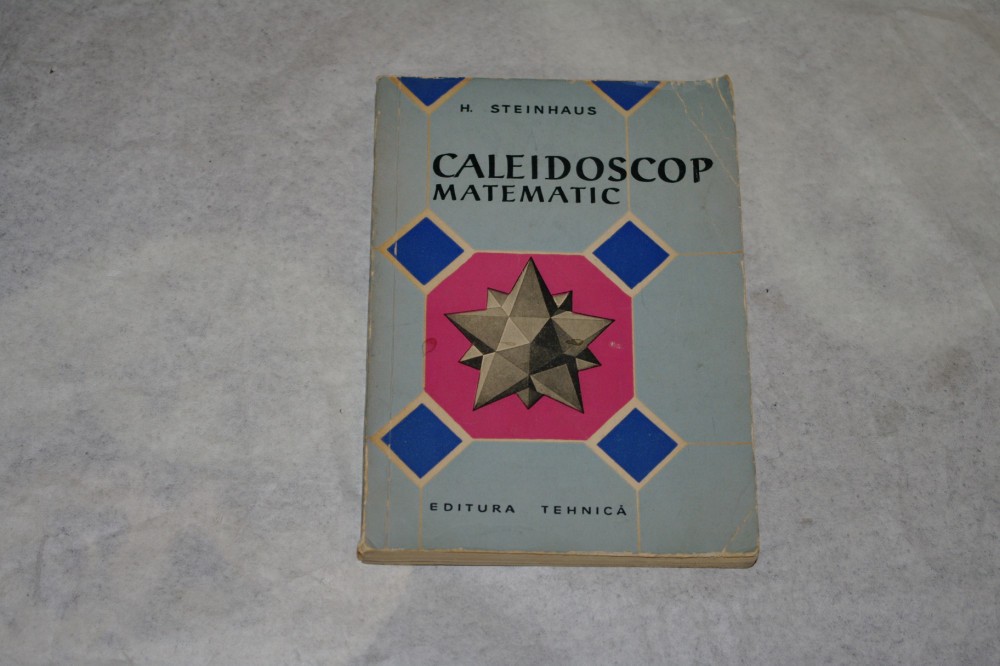 H. STEINHAUS
CALEIDOSCOP
MATEMATIC
EDITURA TEHNICĂ